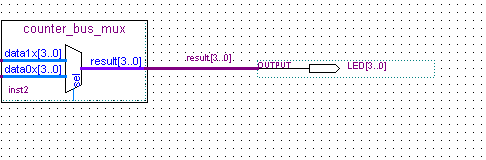 counter_bus_mux
data1x[3..0]
data0x[3..0]
result[3..0]
sel
inst2
result[3..0]
OUTPUT
LED[3..0]